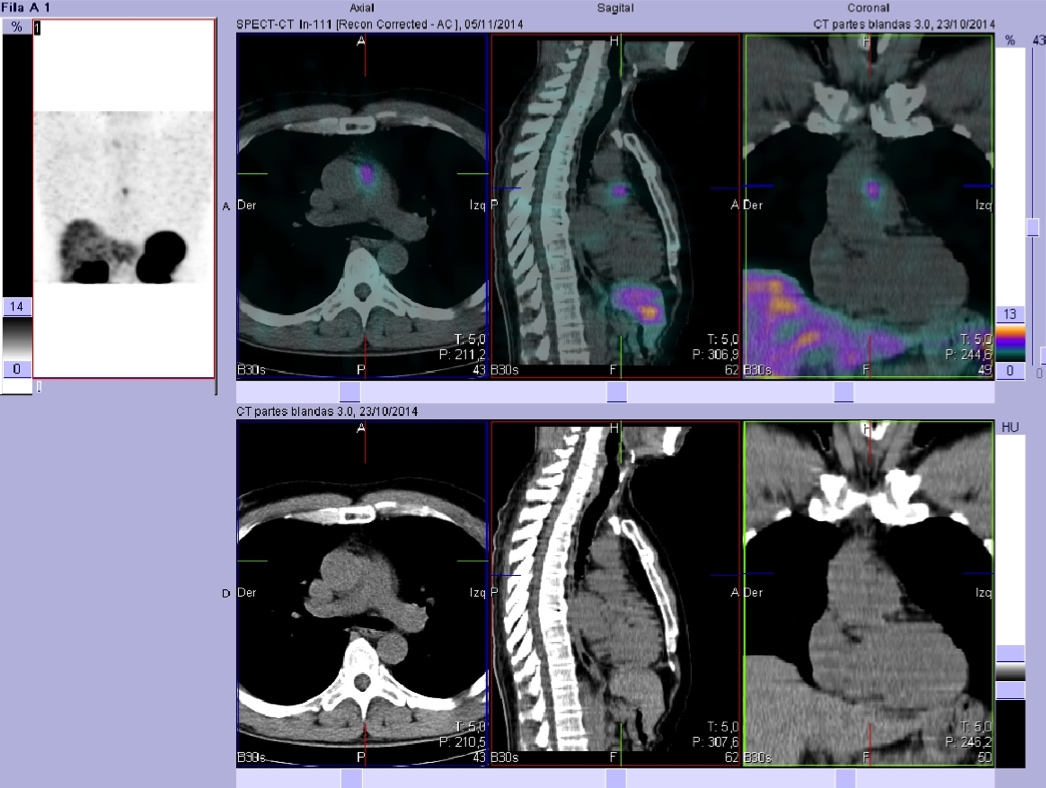 Fila A 1
Axial
Sagital
Coronal
SPECT-CT In-111 [Recon Corrected - AC], 05/11/2014
CT partes blandas 3.0, 23/10/2014
%
1
14
0
A
A
Der
Izq
T: 5,0
P: 211,2
B30s
P
43
H
P
A
T: 5,0
P: 306,9
B30s
F
62
H
Der
Izq
T: 5,0
P: 244,6
B30s
F
49
%
43
13
0
0
CT partes blandas 3.0, 23/10/2014
D
A
Der
Izq
T: 5,0
P: 210,5
B30s
P
43
H
P
A
T: 5,0
P: 307,6
B30s
F
62
H
Der
Izq
T: 5,0
P: 246,2
B30s
F
50
HU